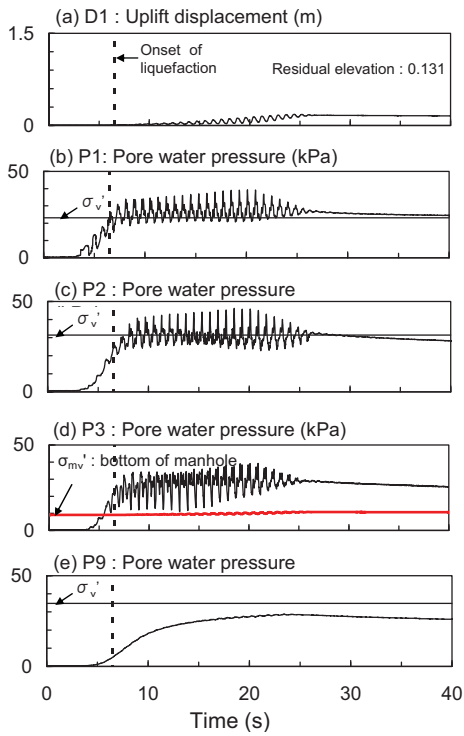 (a) D1 : Uplift displacement (m)
1.5
Onset of
liquefaction
Residual elevation : 0.131
0
(b) P1: Pore water pressure (kPa)
50
σv'
0
(c) P2 : Pore water pressure
50
σv'
0
(d) P3 : Pore water pressure (kPa)
50
σmv' : bottom of manhole
0
(e) P9 : Pore water pressure
50
σv'
0
0 10 20 30 40
Time (s)